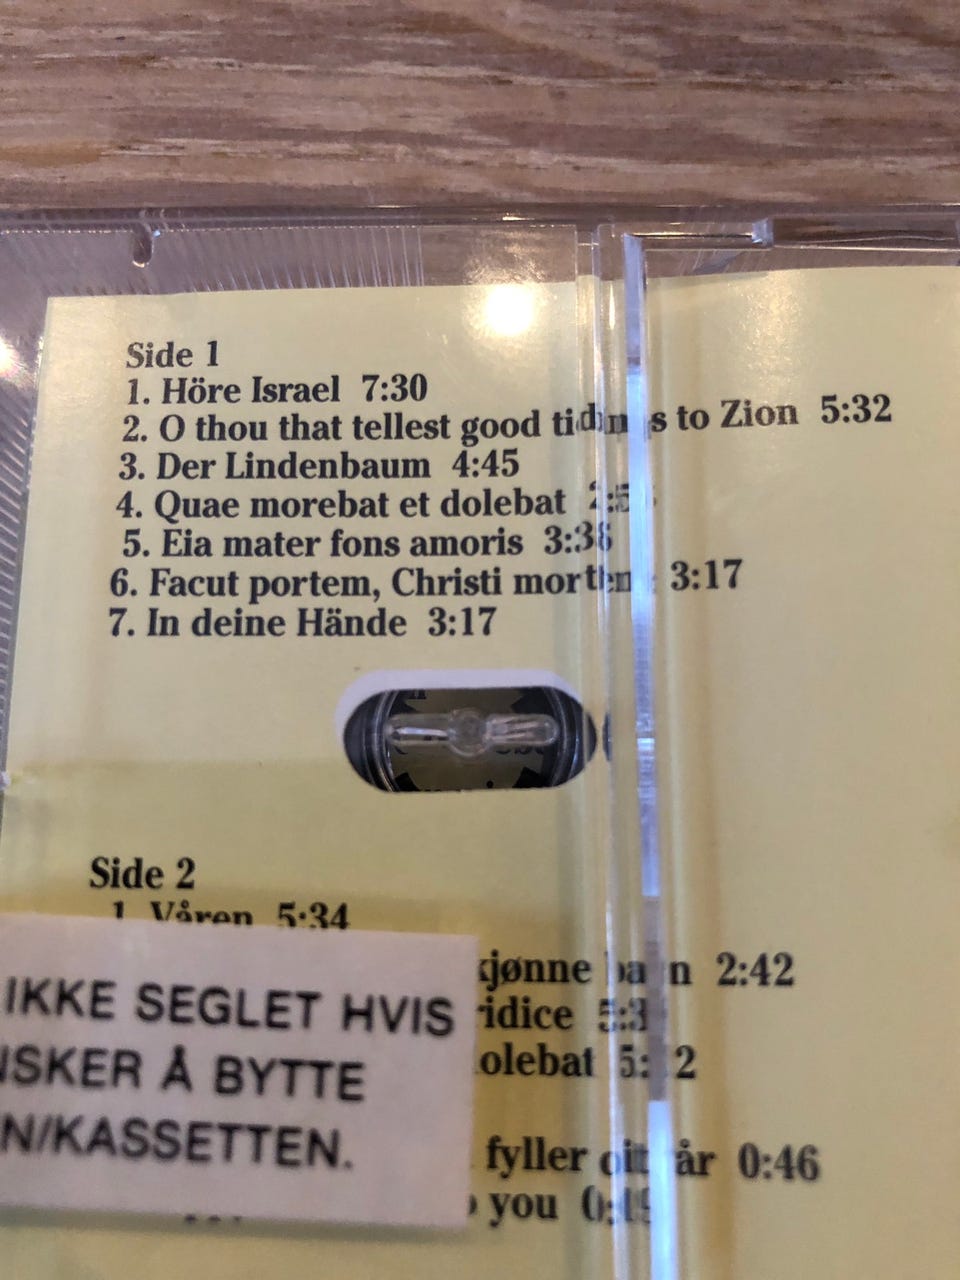 Side 1
1. Höre Israel 7:30
2. O thou that tellest good tidings to Zion 5:32
3. Der Lindenbaum 4:45
4. Quae morebat et dolebat
5. Eia mater fons amoris
6. Facut portem, Christi 3:17
7. In deine Hände 3:17
Side 2
1. Våren 5:34
kjønne 2:42
idice
olebat
fyller år 0:46
you
IKKE SEGLET HVIS
NSKER Å BYTTE
N/KASSETTEN.